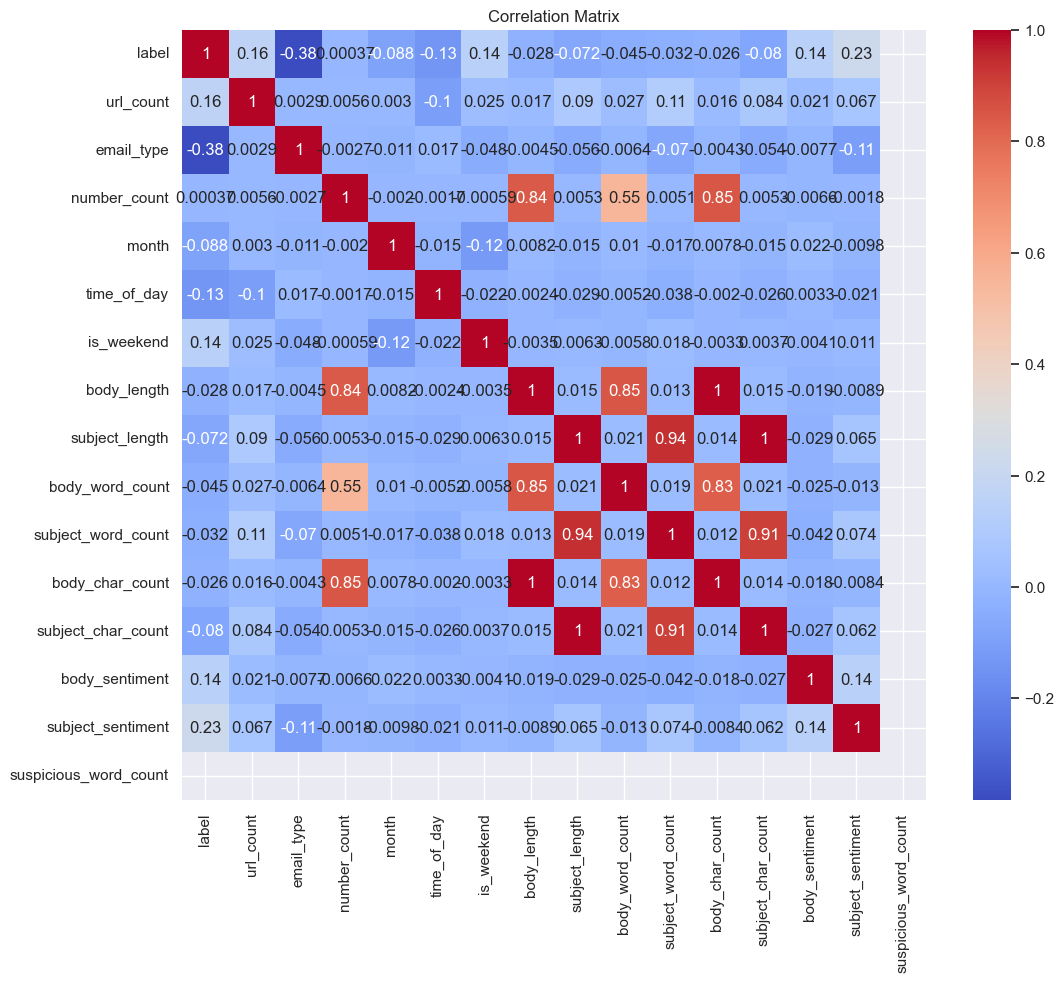 Correlation Matrix
label 1 0.16 -0.38 0.00037 -0.088 -0.13 0.14 -0.028 -0.072 -0.045 -0.032 -0.026 -0.08 0.14 0.23
url_count 0.16 1 0.0029 0.0056 0.003 -0.1 0.025 0.017 0.09 0.027 0.11 0.016 0.084 0.021 0.067
email_type -0.38 0.0029 1 -0.0027 -0.011 0.017 -0.048 -0.0045 -0.056 -0.0064 -0.07 -0.0043 -0.054 -0.0077 -0.11
number_count 0.00037 0.0056 -0.0027 1 -0.002 -0.0017 -0.00059 0.84 0.0053 0.55 0.0051 0.85 0.0053 -0.0066 -0.0018
month -0.088 0.003 -0.011 -0.002 1 -0.015 -0.12 0.0082 -0.015 0.01 -0.017 0.0078 -0.015 0.022 -0.0098
time_of_day -0.13 -0.1 0.017 -0.0017 -0.015 1 -0.022 -0.0024 -0.029 -0.0052 -0.038 -0.002 -0.026 0.0033 -0.021
is_weekend 0.14 0.025 -0.048 -0.00059 -0.12 -0.022 1 -0.0035 0.0063 -0.0058 0.018 -0.0033 0.0037 -0.0041 0.011
body_length -0.028 0.017 -0.0045 0.84 0.0082 -0.0024 -0.0035 1 0.015 0.85 0.013 1 0.015 -0.019 -0.0089
subject_length -0.072 0.09 -0.056 0.0053 -0.015 -0.029 0.0063 0.015 1 0.021 0.94 0.014 1 -0.029 0.065
body_word_count -0.045 0.027 -0.0064 0.55 0.01 -0.0052 -0.0058 0.85 0.021 1 0.019 0.83 0.021 -0.025 -0.013
subject_word_count -0.032 0.11 -0.07 0.0051 -0.017 -0.038 0.018 0.013 0.94 0.019 1 0.012 0.91 -0.042 0.074
body_char_count -0.026 0.016 -0.0043 0.85 0.0078 -0.002 -0.0033 1 0.014 0.83 0.012 1 0.014 -0.018 -0.0084
subject_char_count -0.08 0.084 -0.054 0.0053 -0.015 -0.026 0.0037 0.015 1 0.021 0.91 0.014 1 -0.027 0.062
body_sentiment 0.14 0.021 -0.0077 -0.0066 0.022 0.0033 -0.0041 -0.019 -0.029 -0.025 -0.042 -0.018 -0.027 1 0.14
subject_sentiment 0.23 0.067 -0.11 -0.0018 -0.0098 -0.021 0.011 -0.0089 0.065 -0.013 0.074 -0.0084 0.062 0.14 1
suspicious_word_count
label
url_count
email_type
number_count
month
time_of_day
is_weekend
body_length
subject_length
body_word_count
subject_word_count
body_char_count
subject_char_count
body_sentiment
subject_sentiment
suspicious_word_count
1.0
0.8
0.6
0.4
0.2
0.0
−0.2